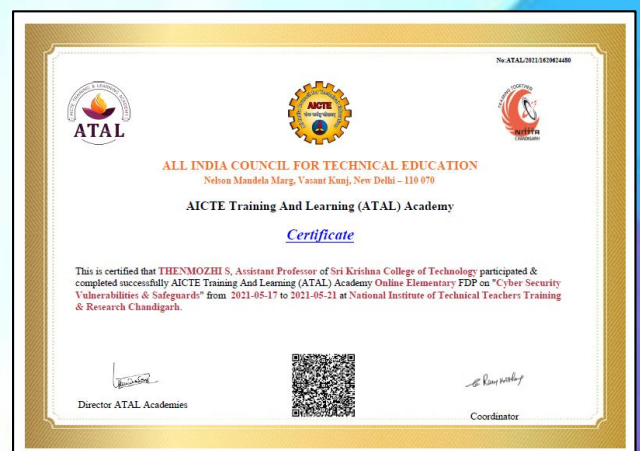 No:ATAL/2021/1620624480
ATAL
AICTE
NITTTR
CHANDIGARH
ALL INDIA COUNCIL FOR TECHNICAL EDUCATION
Nelson Mandela Marg, Vasant Kunj, New Delhi – 110 070
AICTE Training And Learning (ATAL) Academy
Certificate
This is certified that THENMOZHI S, Assistant Professor of Sri Krishna College of Technology participated &
completed successfully AICTE Training And Learning (ATAL) Academy Online Elementary FDP on "Cyber Security
Vulnerabilities & Safeguards" from 2021-05-17 to 2021-05-21 at National Institute of Technical Teachers Training
& Research Chandigarh.
Director ATAL Academies
Coordinator